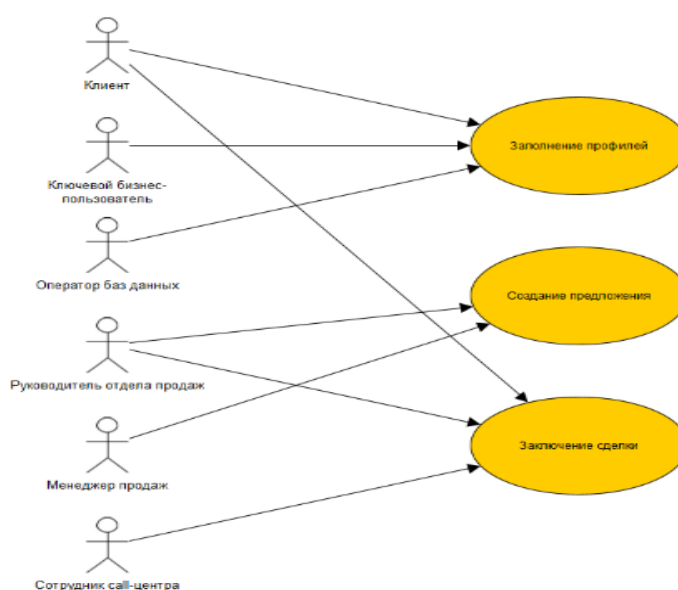 Клиент
Заполнение профилей
Ключевой бизнес-
пользователь
Оператор баз данных
Создание предложения
Руководитель отдела продаж
Заключение сделки
Менеджер продаж
Сотрудник call-центра